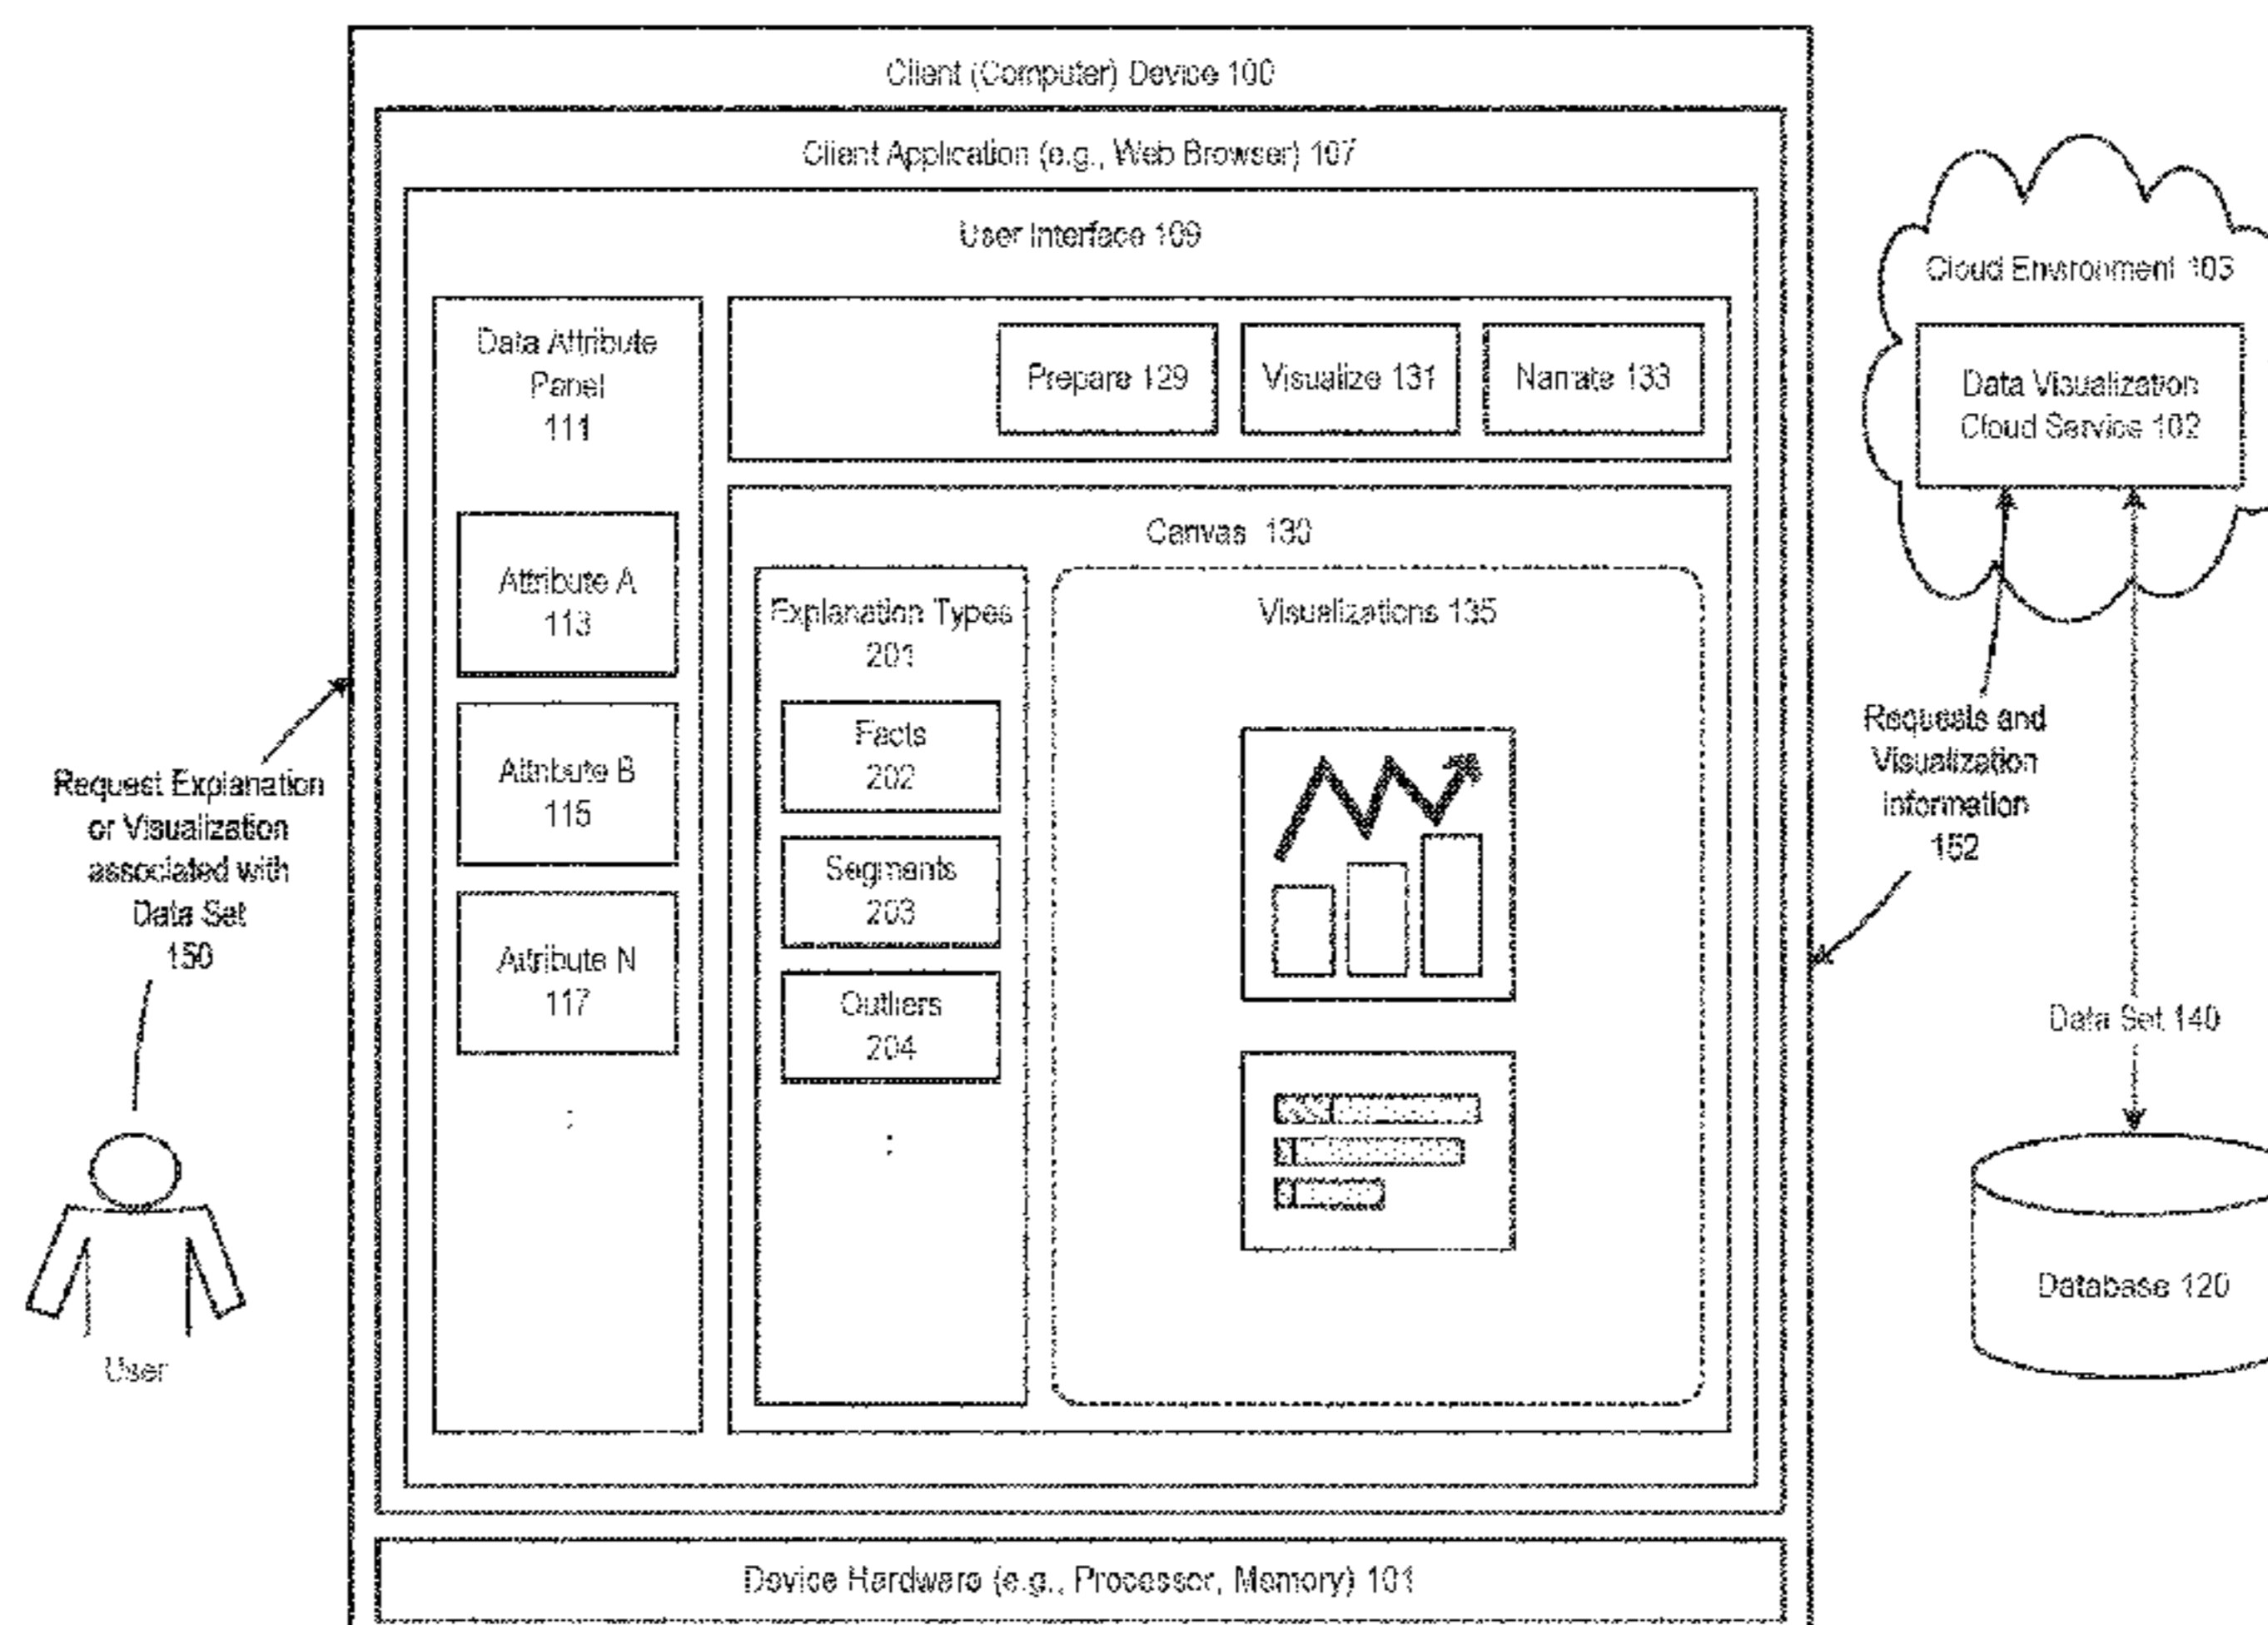 Client (Computer) Device 100
Client Application (e.g., Web Browser) 107
User Interface 109
Data Attribute
Panel
111
Attribute A
113
Attribute B
115
Attribute N
117
Prepare 129
Visualize 131
Narrate 133
Canvas 130
Explanation Types
201
Facts
202
Segments
203
Outliers
204
Visualizations 135
Device Hardware (e.g., Processor, Memory) 101
Request Explanation
or Visualization
associated with
Data Set
150
User
Cloud Environment 103
Data Visualization
Cloud Service 102
Requests and
Visualization
Information
152
Data Set 140
Database 120